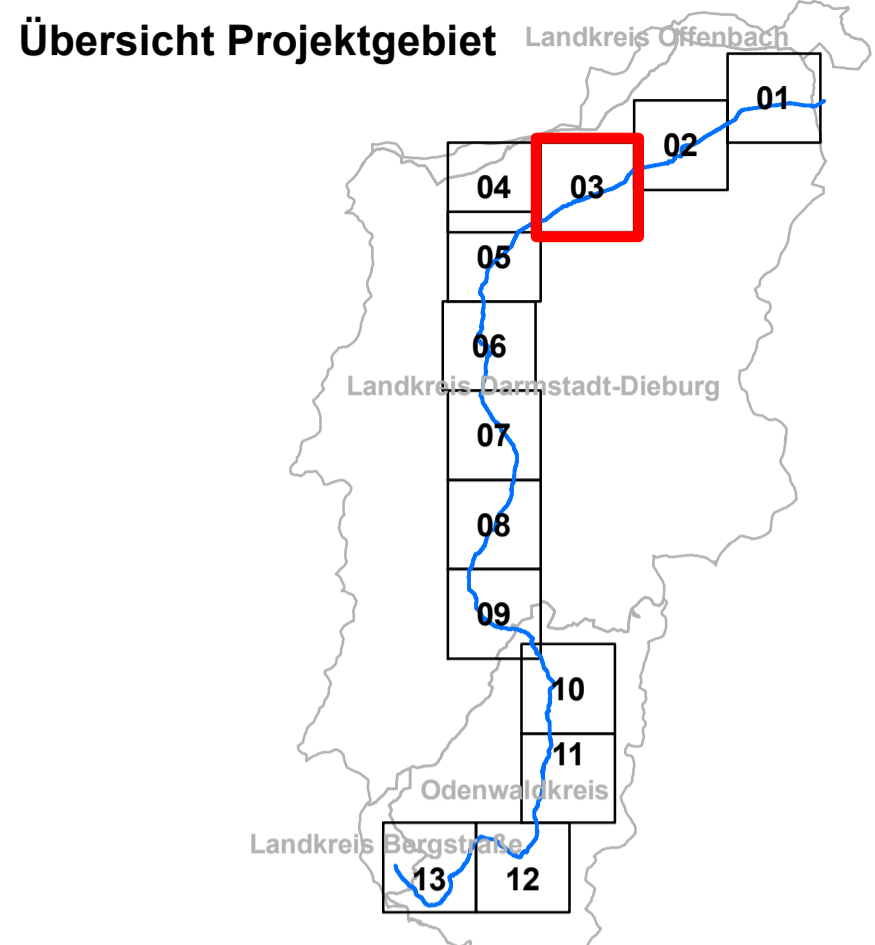 Übersicht Projektgebiet
Landkreis Offenbach
01
02
03
04
05
06
Landkreis Darmstadt-Dieburg
07
08
09
10
11
Odenwaldkreis
Landkreis Bergstraße
13
12